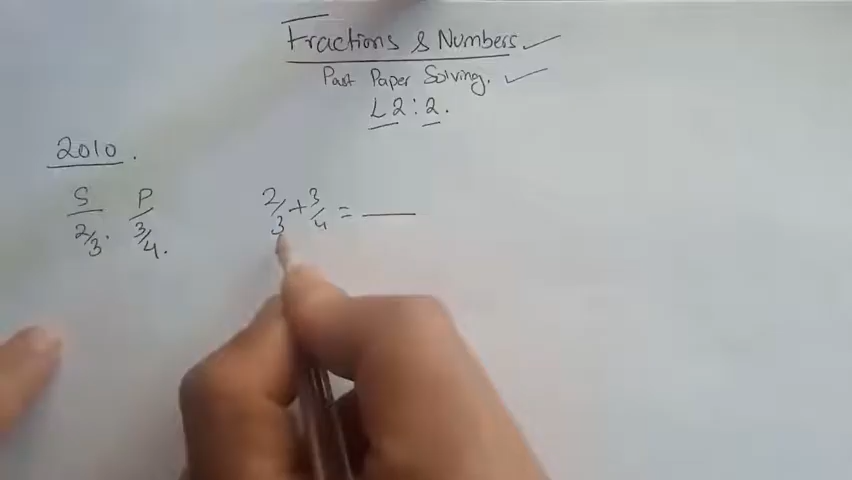 Fractions & Numbers
Past Paper Solving.
L2:2.
2010.
S P
2/3. 3/4.
2/3 + 3/4 = ___